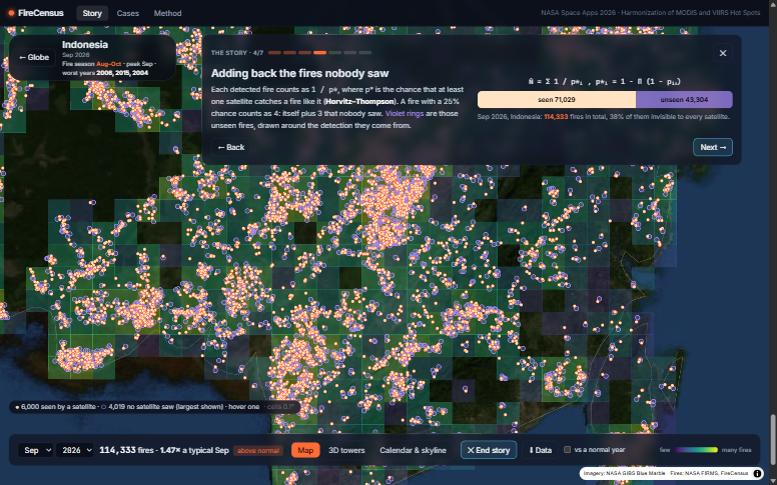 FireCensus Story Cases Method NASA Space Apps 2026 · Harmonization of MODIS and VIIRS Hot Spots
← Globe
Indonesia
Sep 2026
Fire season Aug–Oct · peak Sep ·
worst years 2006, 2015, 2004
THE STORY · 4/7
Adding back the fires nobody saw
Each detected fire counts as 1 / p*, where p* is the chance that at least
one satellite catches a fire like it (Horvitz–Thompson). A fire with a 25%
chance counts as 4: itself plus 3 that nobody saw. Violet rings are those
unseen fires, drawn around the detection they come from.
seen 71,029 unseen 43,304
Sep 2026, Indonesia: 114,333 fires in total, 38% of them invisible to every satellite.
← Back Next →
6,000 seen by a satellite · 4,019 no satellite saw (largest shown) · hover one · cells 0.1°
Sep 2026 114,333 fires · 1.47× a typical Sep above normal Map 3D towers Calendar & skyline ✕ End story ⬇ Data vs a normal year few many fires
Imagery: NASA GIBS Blue Marble · Fires: NASA FIRMS, FireCensus